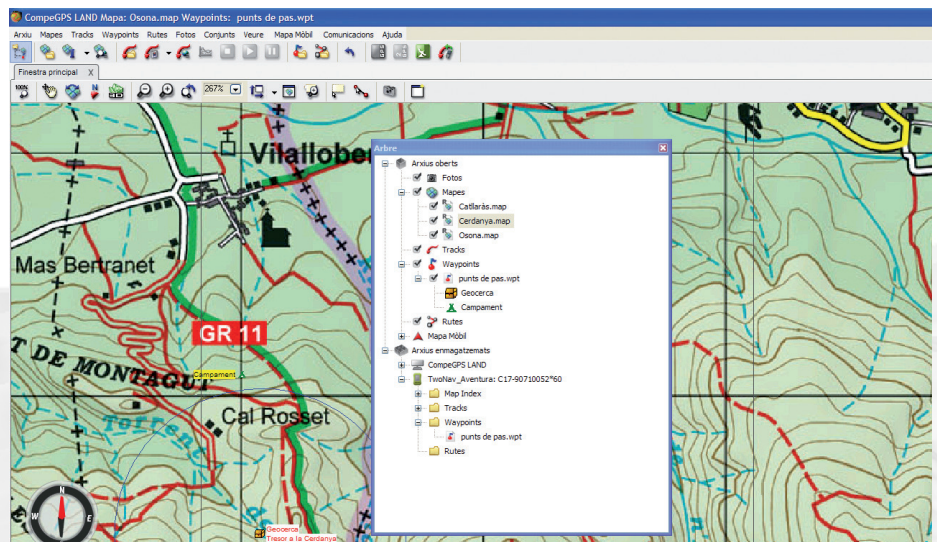 CompeGPS LAND Mapa: Osona.map Waypoints: punts de pas.wpt
Arxiu Mapes Tracks Waypoints Rutes Fotos Conjunts Veure Mapa Mòbil Comunicacions Ajuda
Finestra principal X
100%
267%
Vilallobe
Mas Bertranet
GR 11
T DE MONTAGUT
Campament
Cal Rosset
Torrent
de
N
W
E
Geocerca
Tresor a la Cerdanya
Arbre
Arxius oberts
Fotos
Mapes
Catllaràs.map
Cerdanya.map
Osona.map
Tracks
Waypoints
punts de pas.wpt
Geocerca
Campament
Rutes
Mapa Mòbil
Arxius enmagatzemats
CompeGPS LAND
TwoNav_Aventura: C17-90710052*60
Map Index
Tracks
Waypoints
punts de pas.wpt
Rutes